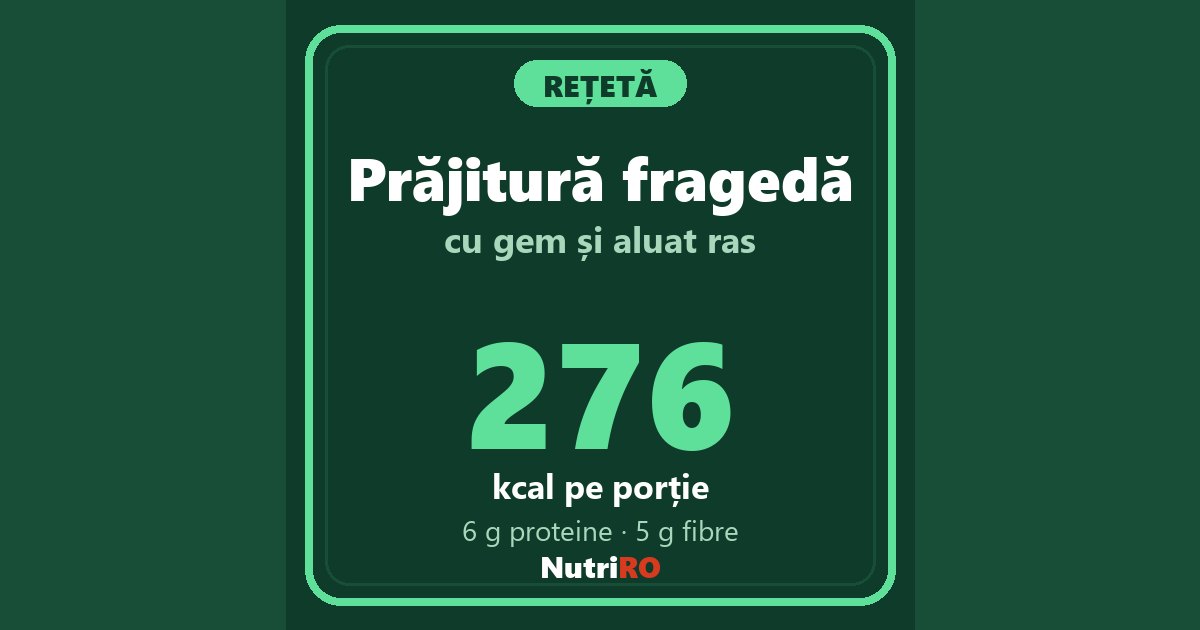 REȚETĂ
Prăjitură fragedă
cu gem și aluat ras
276
kcal pe porție
6 g proteine · 5 g fibre
NutriRO